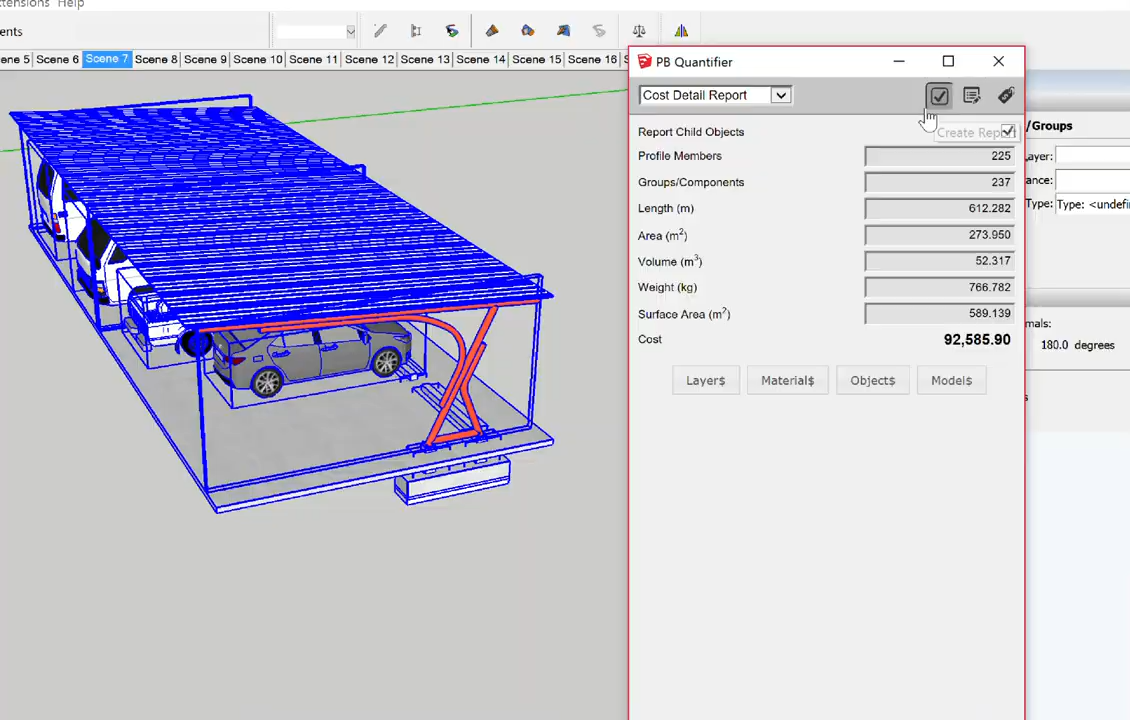 xtensions Help
ents
ene 5 Scene 6 Scene 7 Scene 8 Scene 9 Scene 10 Scene 11 Scene 12 Scene 13 Scene 14 Scene 15 Scene 16 S
PB Quantifier
Cost Detail Report
Report Child Objects
Create Report
Profile Members 225
Groups/Components 237
Length (m) 612.282
Area (m²) 273.950
Volume (m³) 52.317
Weight (kg) 766.782
Surface Area (m²) 589.139
Cost 92,585.90
Layer$ Material$ Object$ Model$
/Groups
ayer:
ance:
Type: Type: <undefi
mals:
180.0 degrees
s